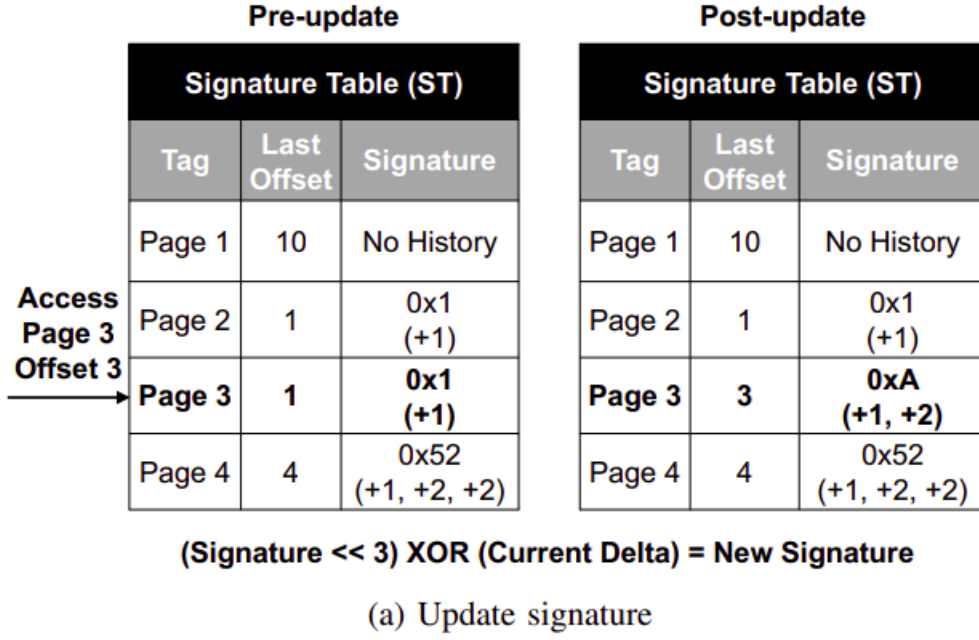 Pre-update
Signature Table (ST)
Tag Last Offset Signature
Page 1 10 No History
Page 2 1 0x1 (+1)
Page 3 1 0x1 (+1)
Page 4 4 0x52 (+1, +2, +2)
Access
Page 3
Offset 3
Post-update
Signature Table (ST)
Tag Last Offset Signature
Page 1 10 No History
Page 2 1 0x1 (+1)
Page 3 3 0xA (+1, +2)
Page 4 4 0x52 (+1, +2, +2)
(Signature << 3) XOR (Current Delta) = New Signature
(a) Update signature